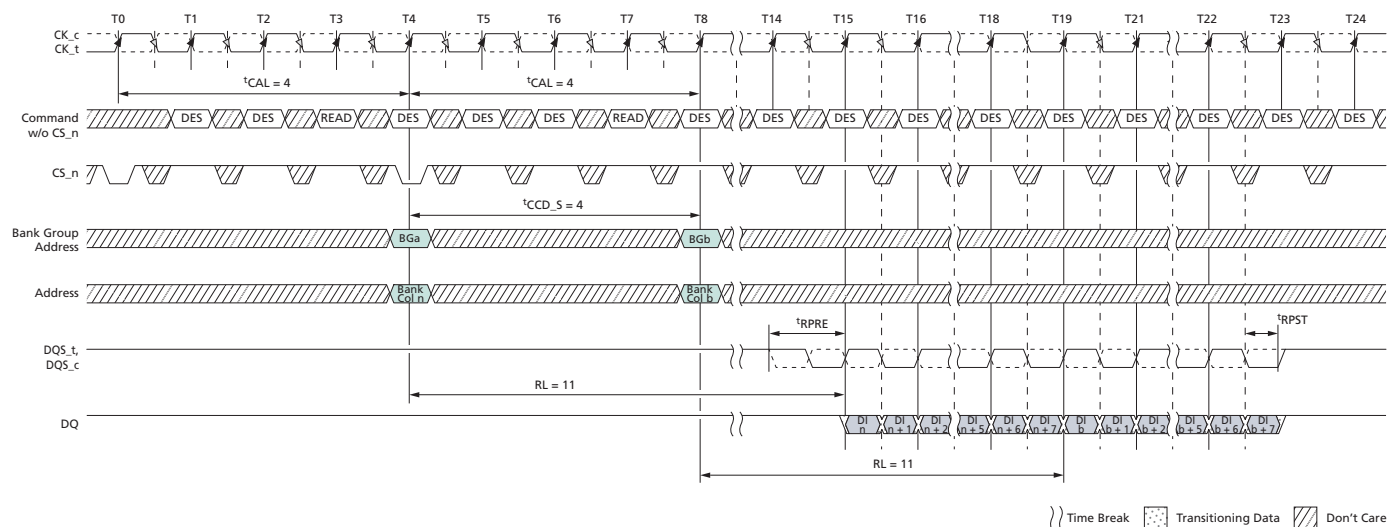 T0 T1 T2 T3 T4 T5 T6 T7 T8 T14 T15 T16 T18 T19 T21 T22 T23 T24
CK_c
CK_t
tCAL = 4 tCAL = 4
Command
w/o CS_n
DES DES READ DES DES DES READ DES DES DES DES DES DES DES DES DES DES
CS_n
tCCD_S = 4
Bank Group
Address
BGa BGb
Address
Bank
Col n
Bank
Col b
tRPRE tRPST
DQS_t,
DQS_c
RL = 11
DQ
DI
n
DI
n + 1
DI
n + 2
DI
n + 5
DI
n + 6
DI
n + 7
DI
b
DI
b + 1
DI
b + 2
DI
b + 5
DI
b + 6
DI
b + 7
RL = 11
Time Break Transitioning Data Don't Care